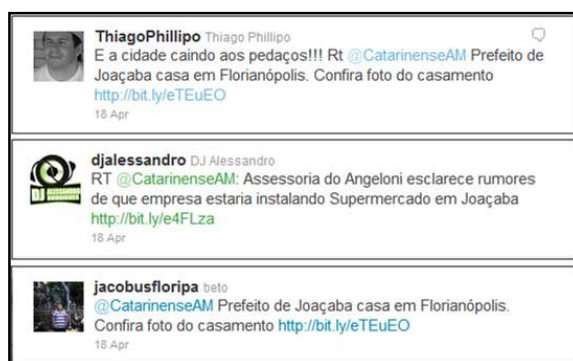 ThiagoPhillipo Thiago Phillipo
E a cidade caindo aos pedaços!!! Rt @CatarinenseAM Prefeito de
Joaçaba casa em Florianópolis. Confira foto do casamento
http://bit.ly/eTEuEO
18 Apr
djalessandro DJ Alessandro
RT @CatarinenseAM: Assessoria do Angeloni esclarece rumores
de que empresa estaria instalando Supermercado em Joaçaba
http://bit.ly/e4FLza
18 Apr
jacobusfloripa beto
@CatarinenseAM Prefeito de Joaçaba casa em Florianópolis.
Confira foto do casamento http://bit.ly/eTEuEO
18 Apr